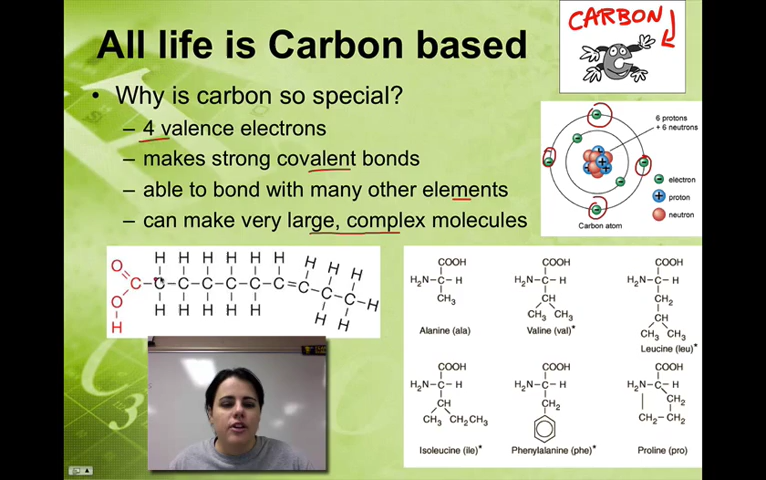 CARBON
All life is Carbon based
• Why is carbon so special?
– 4 valence electrons
– makes strong covalent bonds
– able to bond with many other elements
– can make very large, complex molecules
6 protons
+ 6 neutrons
electron
proton
neutron
Carbon atom
H H H H H H H H
O C C C C C C C = C C C H
O H H H H H H H
H
COOH
H₂N–C–H
CH₃
Alanine (ala)
COOH
H₂N–C–H
CH
CH₃ CH₃
Valine (val)*
COOH
H₂N–C–H
CH₂
CH
CH₃ CH₃
Leucine (leu)*
COOH
H₂N–C–H
CH
CH₃ CH₂CH₃
Isoleucine (ile)*
COOH
H₂N–C–H
CH₂
Phenylalanine (phe)*
COOH
H₂N–C–H
CH₂
CH₂–CH₂
Proline (pro)